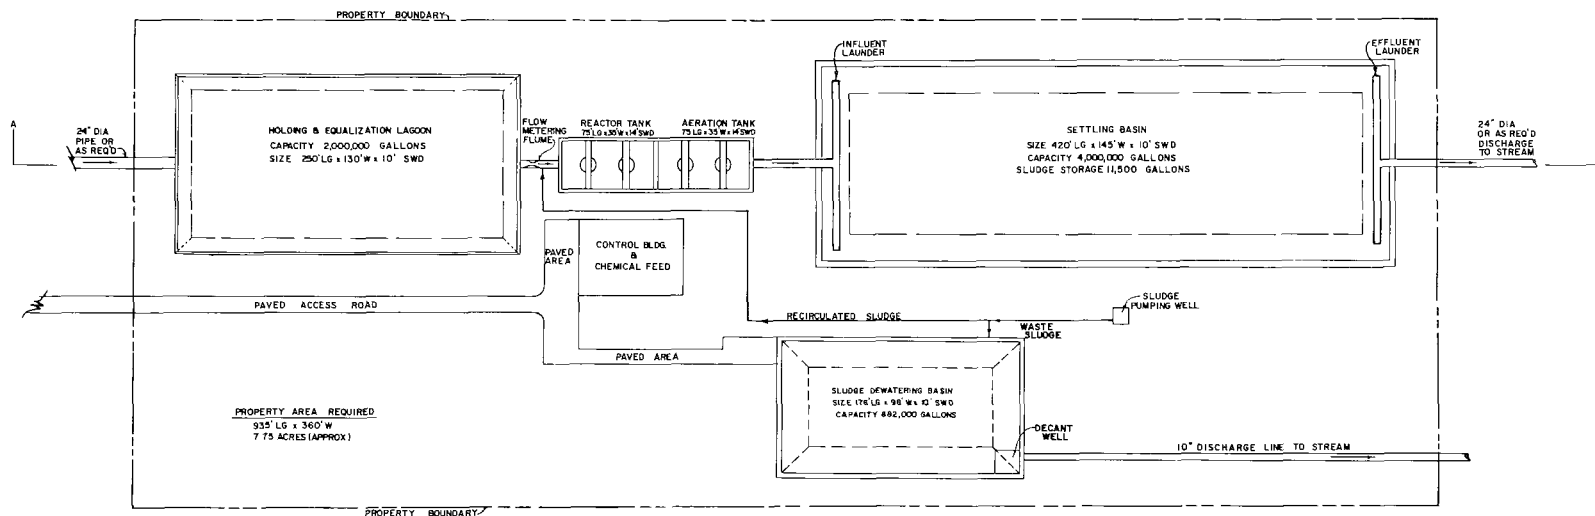 PROPERTY BOUNDARY
INFLUENT
LAUNDER
EFFLUENT
LAUNDER
A
24" DIA
PIPE OR
AS REQ'D
HOLDING & EQUALIZATION LAGOON
CAPACITY 2,000,000 GALLONS
SIZE 250' LG x 130' W x 10' SWD
FLOW
METERING
FLUME
REACTOR TANK
75' LG x 35' W x 14' SWD
AERATION TANK
75 LG x 35 W x 14' SWD
SETTLING BASIN
SIZE 420' LG x 145' W x 10' SWD
CAPACITY 4,000,000 GALLONS
SLUDGE STORAGE 11,500 GALLONS
24" DIA
OR AS REQ'D
DISCHARGE
TO STREAM
PAVED
AREA
CONTROL BLDG.
&
CHEMICAL FEED
PAVED ACCESS ROAD
RECIRCULATED SLUDGE
SLUDGE
PUMPING WELL
WASTE
SLUDGE
PAVED AREA
SLUDGE DEWATERING BASIN
SIZE 176' LG x 98' W x 10' SWD
CAPACITY 882,000 GALLONS
PROPERTY AREA REQUIRED
935' LG x 360' W
7.75 ACRES (APPROX)
DECANT
WELL
10" DISCHARGE LINE TO STREAM
PROPERTY BOUNDARY